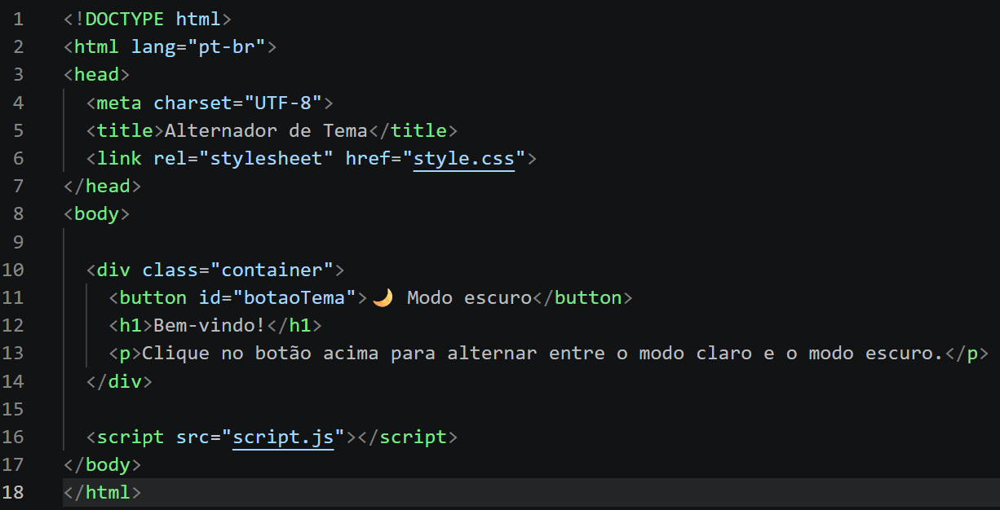 1 <!DOCTYPE html>
2 <html lang="pt-br">
3 <head>
4   <meta charset="UTF-8">
5   <title>Alternador de Tema</title>
6   <link rel="stylesheet" href="style.css">
7 </head>
8 <body>
9
10   <div class="container">
11     <button id="botaoTema">🌙 Modo escuro</button>
12     <h1>Bem-vindo!</h1>
13     <p>Clique no botão acima para alternar entre o modo claro e o modo escuro.</p>
14   </div>
15
16   <script src="script.js"></script>
17 </body>
18 </html>